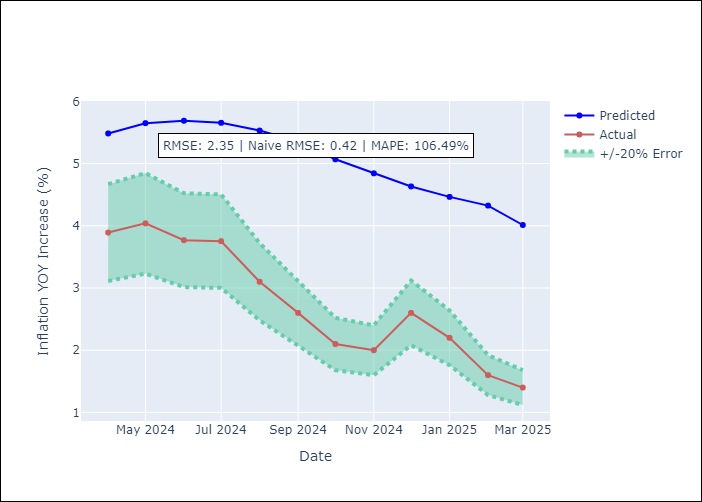 RMSE: 2.35 | Naive RMSE: 0.42 | MAPE: 106.49%
Predicted
Actual
+/-20% Error
Inflation YOY Increase (%)
6
5
4
3
2
1
May 2024
Jul 2024
Sep 2024
Nov 2024
Jan 2025
Mar 2025
Date